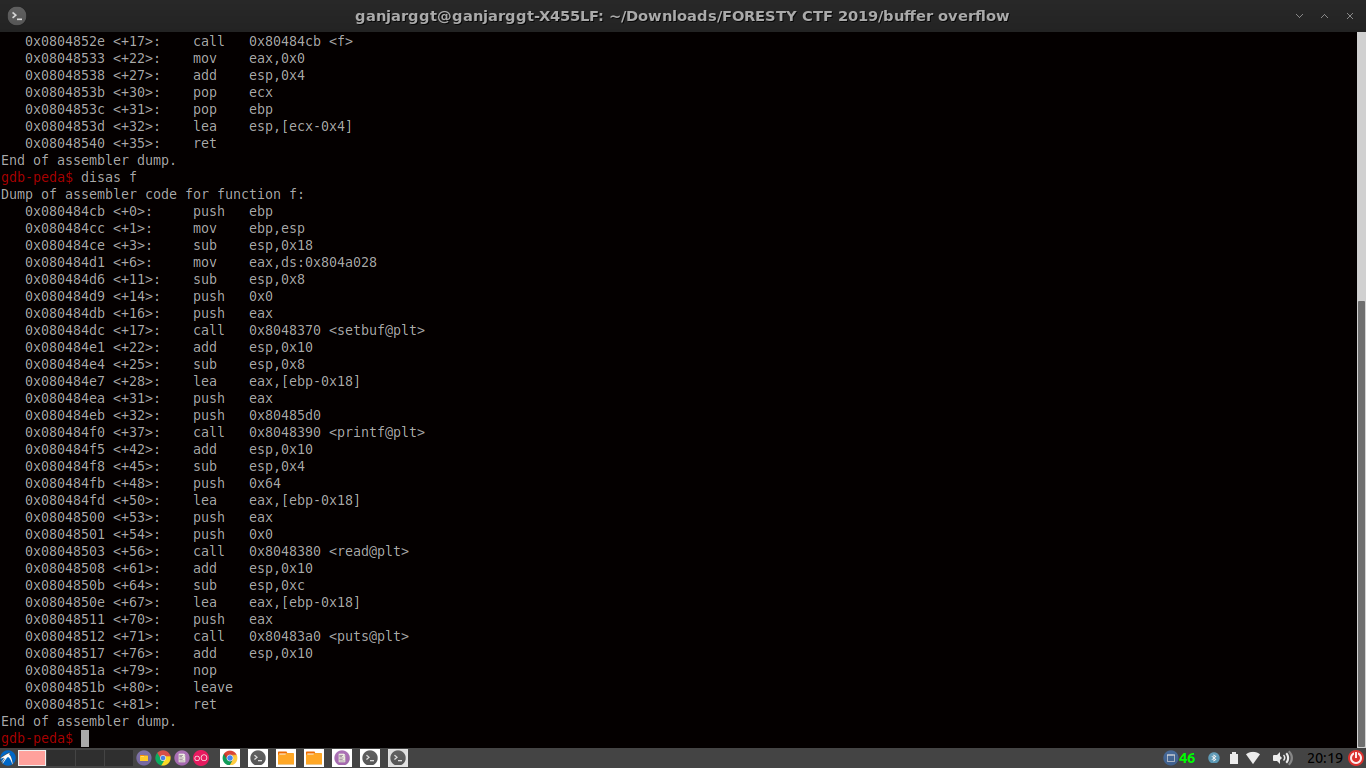 ganjarggt@ganjarggt-X455LF: ~/Downloads/FORESTY CTF 2019/buffer overflow
0x0804852e <+17>: call 0x80484cb <f>
0x08048533 <+22>: mov eax,0x0
0x08048538 <+27>: add esp,0x4
0x0804853b <+30>: pop ecx
0x0804853c <+31>: pop ebp
0x0804853d <+32>: lea esp,[ecx-0x4]
0x08048540 <+35>: ret
End of assembler dump.
gdb-peda$ disas f
Dump of assembler code for function f:
0x080484cb <+0>: push ebp
0x080484cc <+1>: mov ebp,esp
0x080484ce <+3>: sub esp,0x18
0x080484d1 <+6>: mov eax,ds:0x804a028
0x080484d6 <+11>: sub esp,0x8
0x080484d9 <+14>: push 0x0
0x080484db <+16>: push eax
0x080484dc <+17>: call 0x8048370 <setbuf@plt>
0x080484e1 <+22>: add esp,0x10
0x080484e4 <+25>: sub esp,0x8
0x080484e7 <+28>: lea eax,[ebp-0x18]
0x080484ea <+31>: push eax
0x080484eb <+32>: push 0x80485d0
0x080484f0 <+37>: call 0x8048390 <printf@plt>
0x080484f5 <+42>: add esp,0x10
0x080484f8 <+45>: sub esp,0x4
0x080484fb <+48>: push 0x64
0x080484fd <+50>: lea eax,[ebp-0x18]
0x08048500 <+53>: push eax
0x08048501 <+54>: push 0x0
0x08048503 <+56>: call 0x8048380 <read@plt>
0x08048508 <+61>: add esp,0x10
0x0804850b <+64>: sub esp,0xc
0x0804850e <+67>: lea eax,[ebp-0x18]
0x08048511 <+70>: push eax
0x08048512 <+71>: call 0x80483a0 <puts@plt>
0x08048517 <+76>: add esp,0x10
0x0804851a <+79>: nop
0x0804851b <+80>: leave
0x0804851c <+81>: ret
End of assembler dump.
gdb-peda$
46 20:19